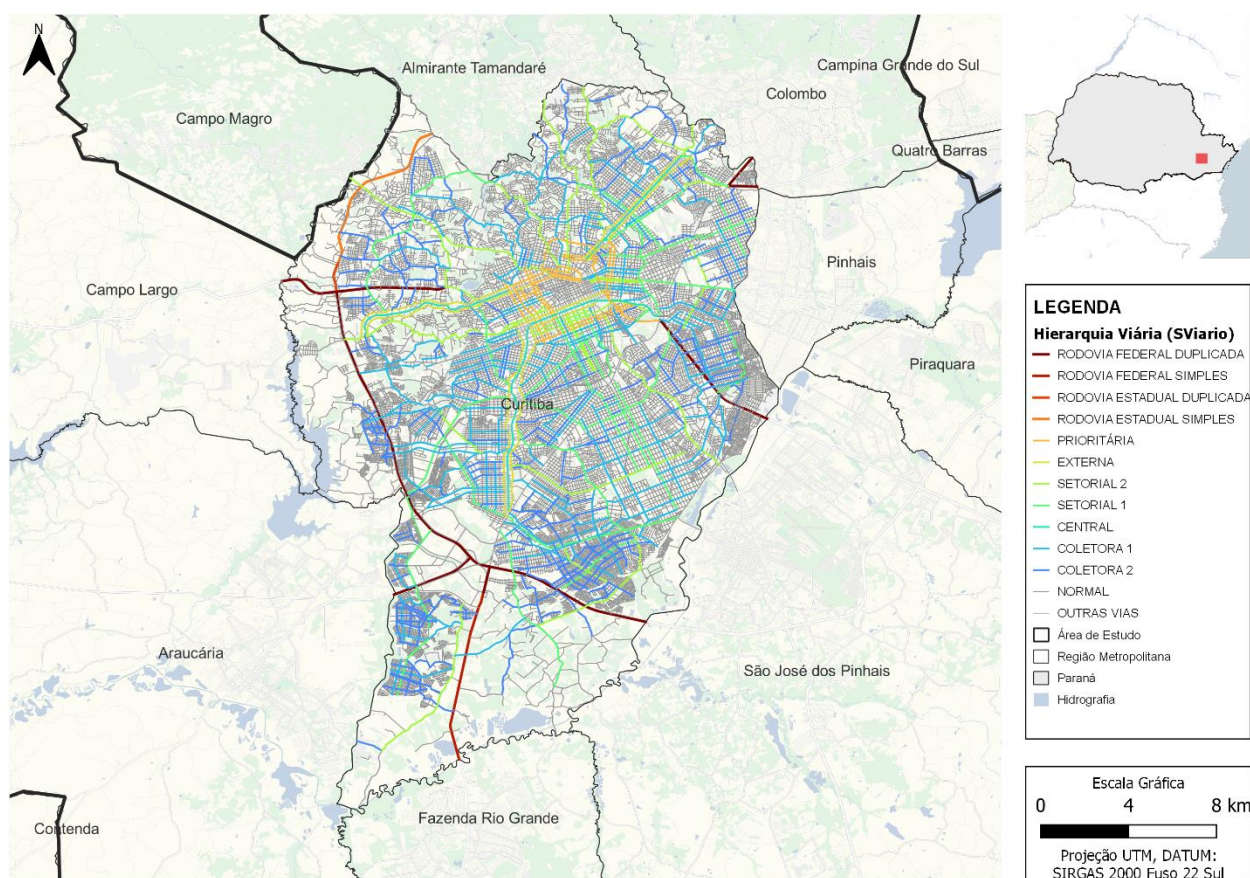 N
Almirante Tamandaré
Campina Grande do Sul
Colombo
Campo Magro
Quatro Barras
Pinhais
Campo Largo
Piraquara
Curitiba
Araucária
São José dos Pinhais
Fazenda Rio Grande
Contenda
LEGENDA
Hierarquia Viária (SViario)
RODOVIA FEDERAL DUPLICADA
RODOVIA FEDERAL SIMPLES
RODOVIA ESTADUAL DUPLICADA
RODOVIA ESTADUAL SIMPLES
PRIORITÁRIA
EXTERNA
SETORIAL 2
SETORIAL 1
CENTRAL
COLETORA 1
COLETORA 2
NORMAL
OUTRAS VIAS
Área de Estudo
Região Metropolitana
Paraná
Hidrografia
Escala Gráfica
0 4 8 km
Projeção UTM, DATUM:
SIRGAS 2000 Fuso 22 Sul